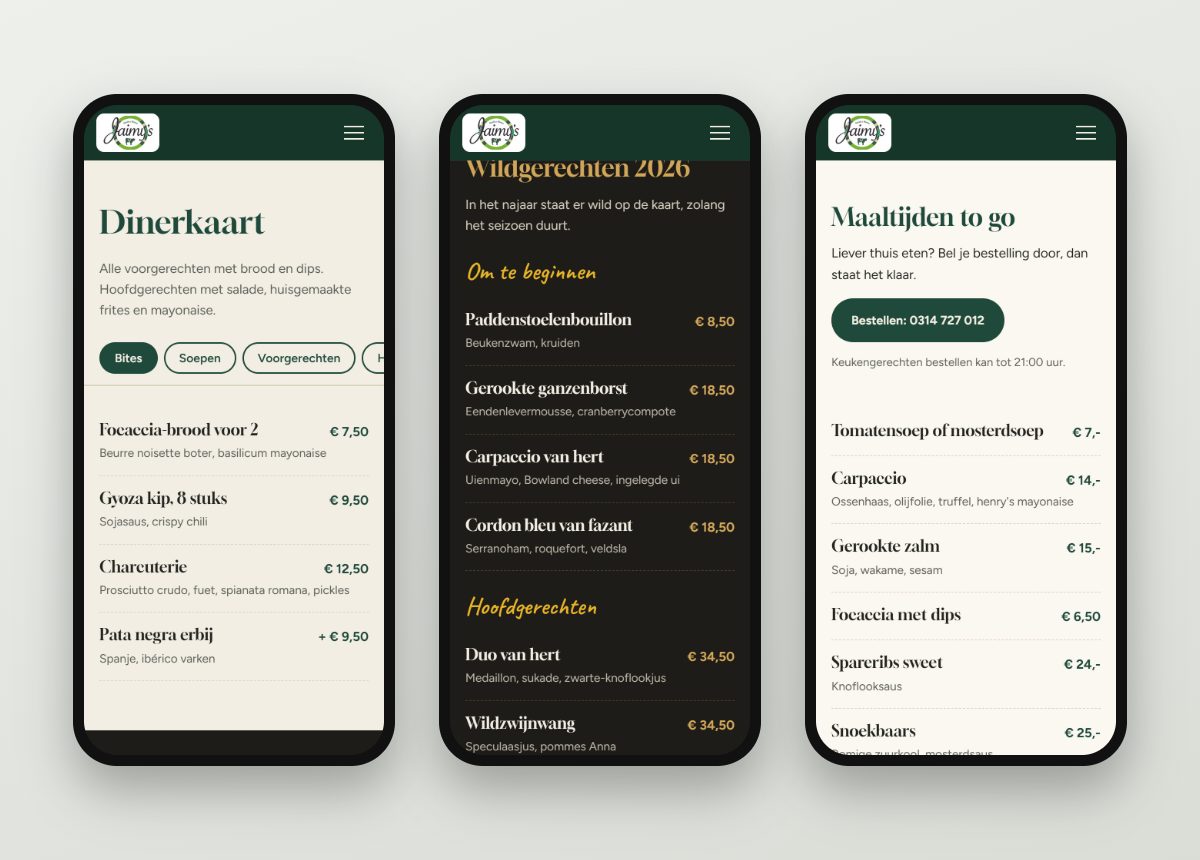 Jaimy's
Dinerkaart
Alle voorgerechten met brood en dips.
Hoofdgerechten met salade, huisgemaakte
frites en mayonaise.
Bites
Soepen
Voorgerechten
H
Focaccia-brood voor 2 € 7,50
Beurre noisette boter, basilicum mayonaise
Gyoza kip, 8 stuks € 9,50
Sojasaus, crispy chili
Charcuterie € 12,50
Prosciutto crudo, fuet, spianata romana, pickles
Pata negra erbij + € 9,50
Spanje, ibérico varken
Jaimy's
Wildgerechten 2026
In het najaar staat er wild op de kaart, zolang
het seizoen duurt.
Om te beginnen
Paddenstoelenbouillon € 8,50
Beukenzwam, kruiden
Gerookte ganzenborst € 18,50
Eendenlevermousse, cranberrycompote
Carpaccio van hert € 18,50
Uienmayo, Bowland cheese, ingelegde ui
Cordon bleu van fazant € 18,50
Serranoham, roquefort, veldsla
Hoofdgerechten
Duo van hert € 34,50
Medaillon, sukade, zwarte-knoflookjus
Wildzwijnwang € 34,50
Speculaasjus, pommes Anna
Jaimy's
Maaltijden to go
Liever thuis eten? Bel je bestelling door, dan
staat het klaar.
Bestellen: 0314 727 012
Keukengerechten bestellen kan tot 21:00 uur.
Tomatensoep of mosterdsoep € 7,-
Carpaccio € 14,-
Ossenhaas, olijfolie, truffel, henry's mayonaise
Gerookte zalm € 15,-
Soja, wakame, sesam
Focaccia met dips € 6,50
Spareribs sweet € 24,-
Knoflooksaus
Snoekbaars € 25,-
Romige zuurkool, mosterdsaus